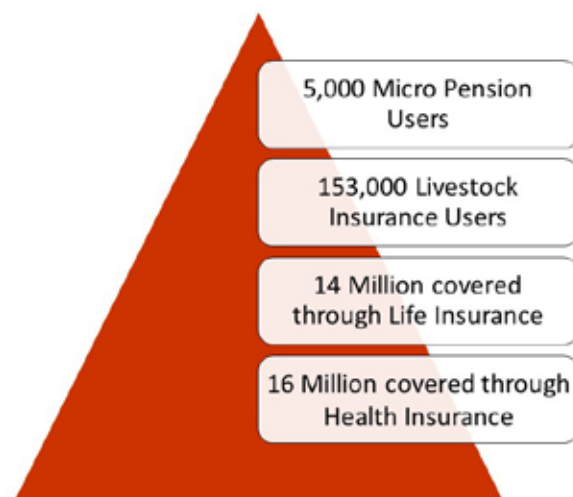 5,000 Micro Pension
Users
153,000 Livestock
Insurance Users
14 Million covered
through Life Insurance
16 Million covered through
Health Insurance